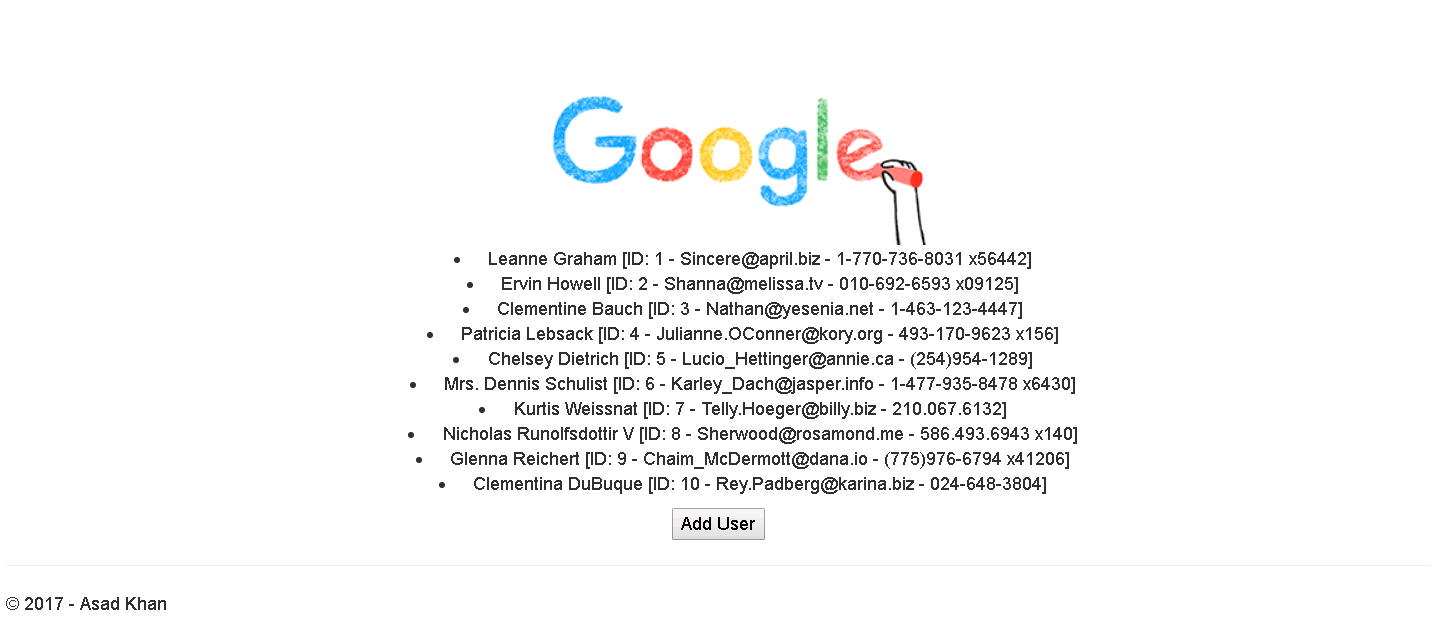 Google
• Leanne Graham [ID: 1 - Sincere@april.biz - 1-770-736-8031 x56442]
• Ervin Howell [ID: 2 - Shanna@melissa.tv - 010-692-6593 x09125]
• Clementine Bauch [ID: 3 - Nathan@yesenia.net - 1-463-123-4447]
• Patricia Lebsack [ID: 4 - Julianne.OConner@kory.org - 493-170-9623 x156]
• Chelsey Dietrich [ID: 5 - Lucio_Hettinger@annie.ca - (254)954-1289]
• Mrs. Dennis Schulist [ID: 6 - Karley_Dach@jasper.info - 1-477-935-8478 x6430]
• Kurtis Weissnat [ID: 7 - Telly.Hoeger@billy.biz - 210.067.6132]
• Nicholas Runolfsdottir V [ID: 8 - Sherwood@rosamond.me - 586.493.6943 x140]
• Glenna Reichert [ID: 9 - Chaim_McDermott@dana.io - (775)976-6794 x41206]
• Clementina DuBuque [ID: 10 - Rey.Padberg@karina.biz - 024-648-3804]
Add User
© 2017 - Asad Khan